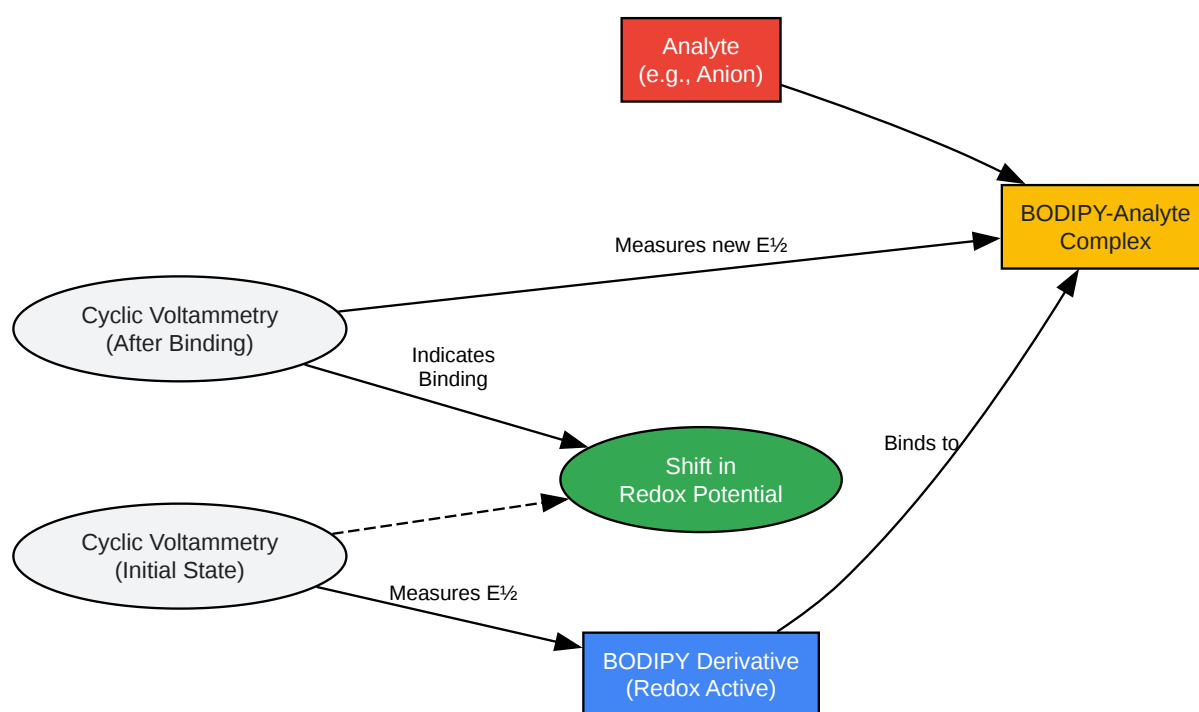 Analyte
(e.g., Anion)
BODIPY-Analyte
Complex
Measures new E½
Cyclic Voltammetry
(After Binding)
Indicates
Binding
Binds to
Shift in
Redox Potential
Cyclic Voltammetry
(Initial State)
Measures E½
BODIPY Derivative
(Redox Active)